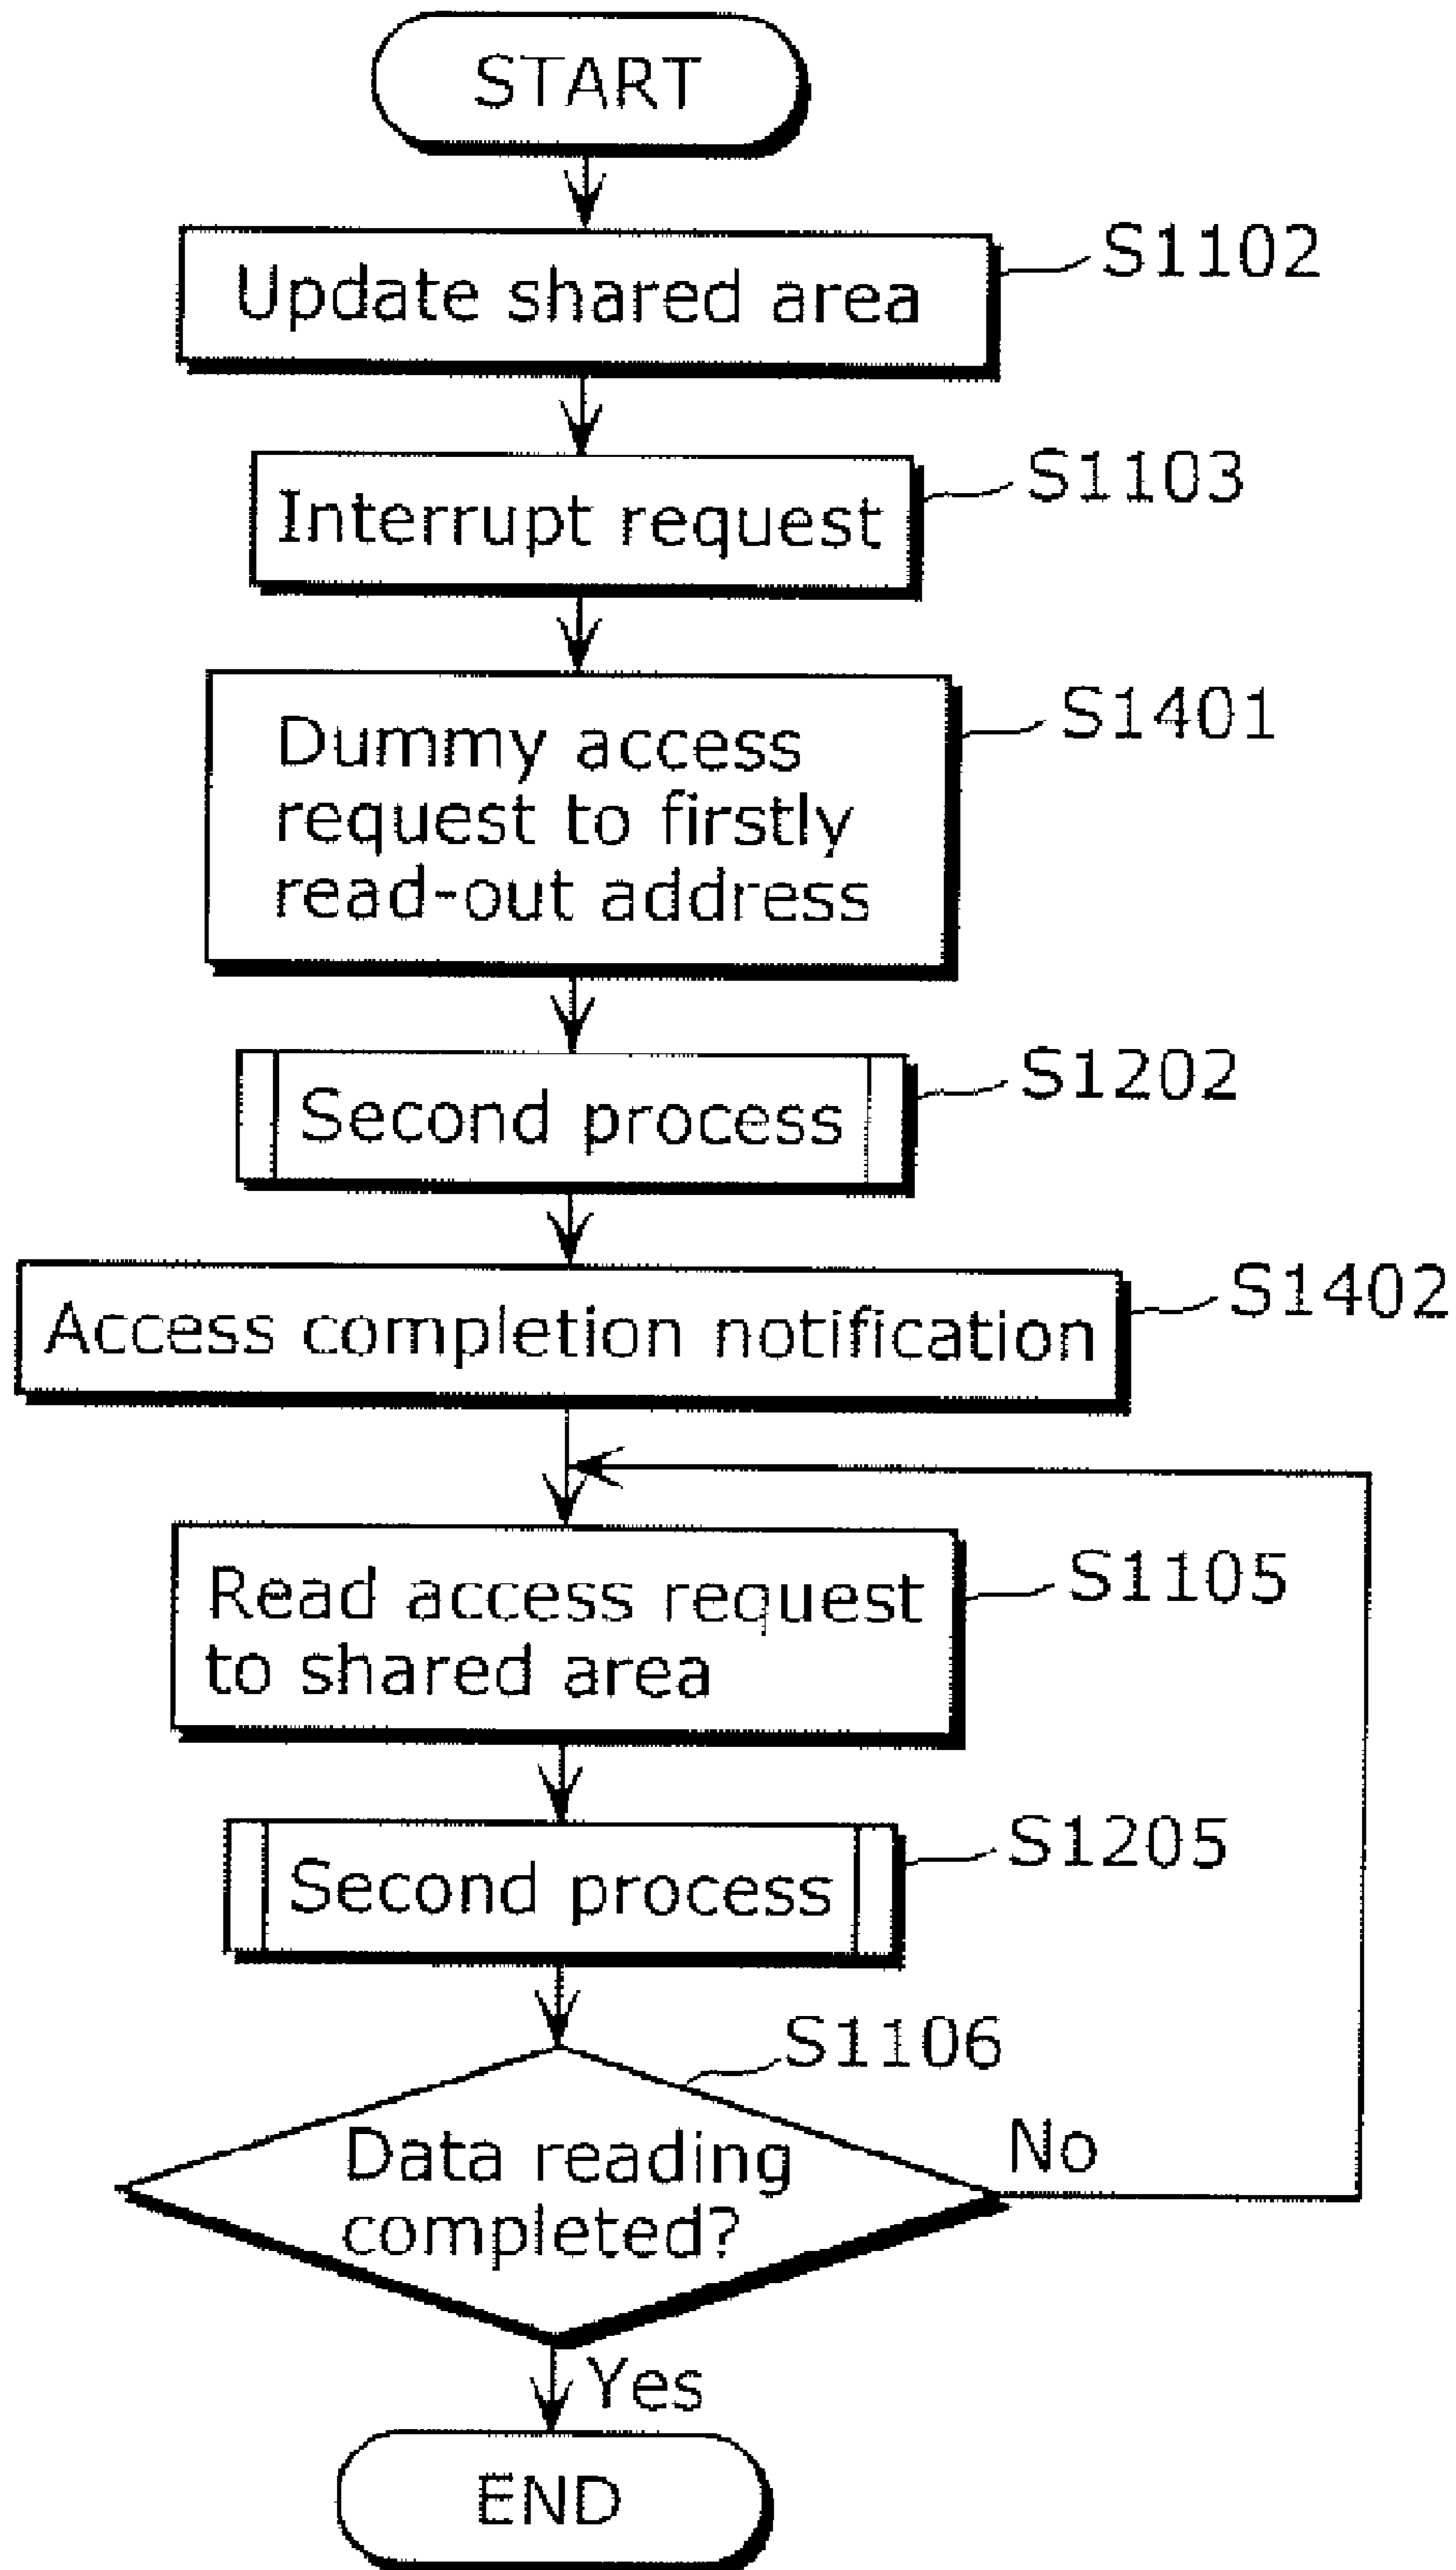 START
Update shared area
S1102
Interrupt request
S1103
Dummy access
request to firstly
read-out address
S1401
Second process
S1202
Access completion notification
S1402
Read access request
to shared area
S1105
Second process
S1205
S1106
Data reading
completed?
No
Yes
END